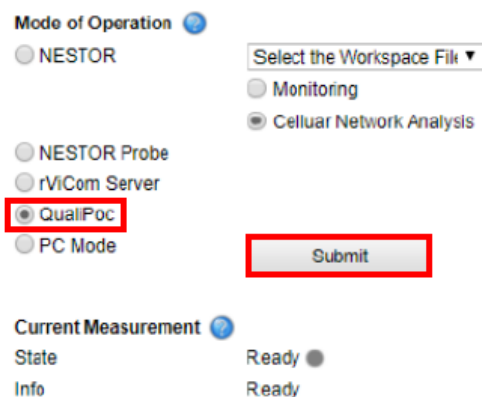 Mode of Operation
NESTOR
Select the Workspace File
Monitoring
Celluar Network Analysis
NESTOR Probe
rViCom Server
QualiPoc
PC Mode
Submit
Current Measurement
State Ready
Info Ready